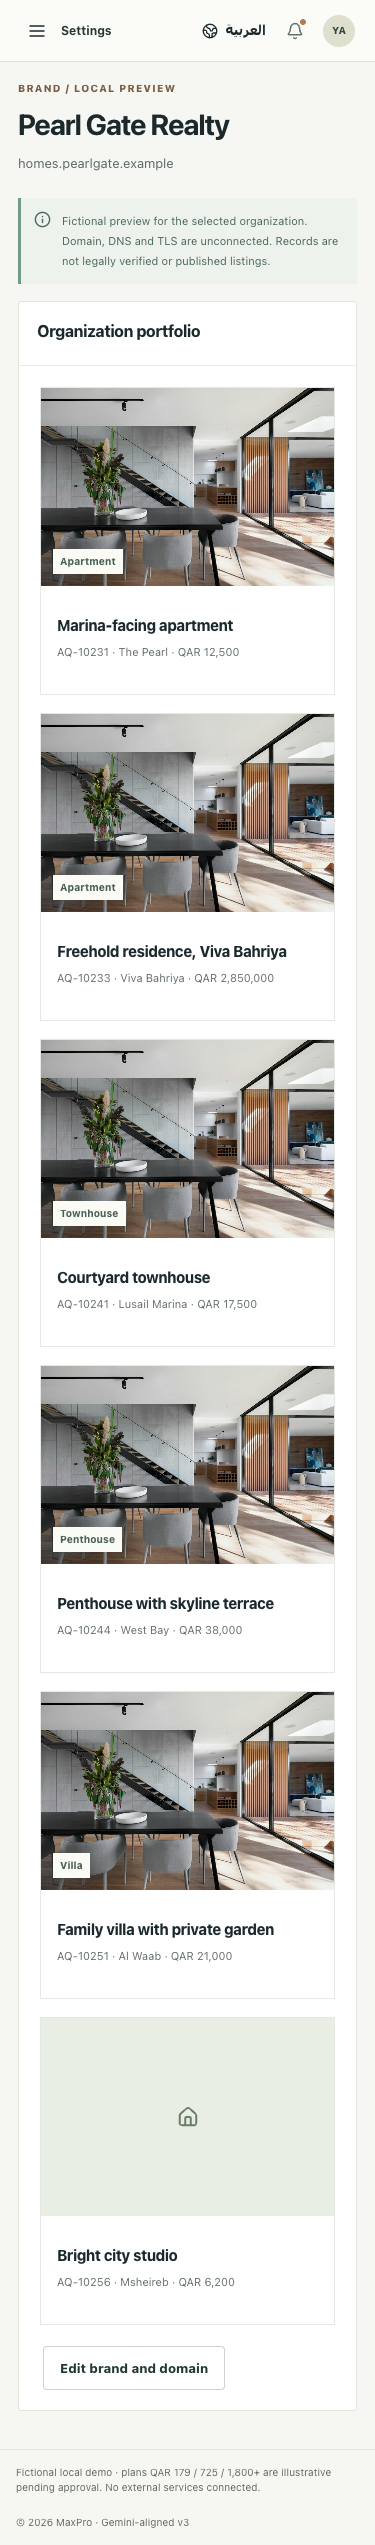 Settings
العربية
YA
BRAND / LOCAL PREVIEW
Pearl Gate Realty
homes.pearlgate.example
Fictional preview for the selected organization.
Domain, DNS and TLS are unconnected. Records are
not legally verified or published listings.
Organization portfolio
Apartment
Marina-facing apartment
AQ-10231 · The Pearl · QAR 12,500
Apartment
Freehold residence, Viva Bahriya
AQ-10233 · Viva Bahriya · QAR 2,850,000
Townhouse
Courtyard townhouse
AQ-10241 · Lusail Marina · QAR 17,500
Penthouse
Penthouse with skyline terrace
AQ-10244 · West Bay · QAR 38,000
Villa
Family villa with private garden
AQ-10251 · Al Waab · QAR 21,000
Bright city studio
AQ-10256 · Msheireb · QAR 6,200
Edit brand and domain
Fictional local demo · plans QAR 179 / 725 / 1,800+ are illustrative
pending approval. No external services connected.
© 2026 MaxPro · Gemini-aligned v3